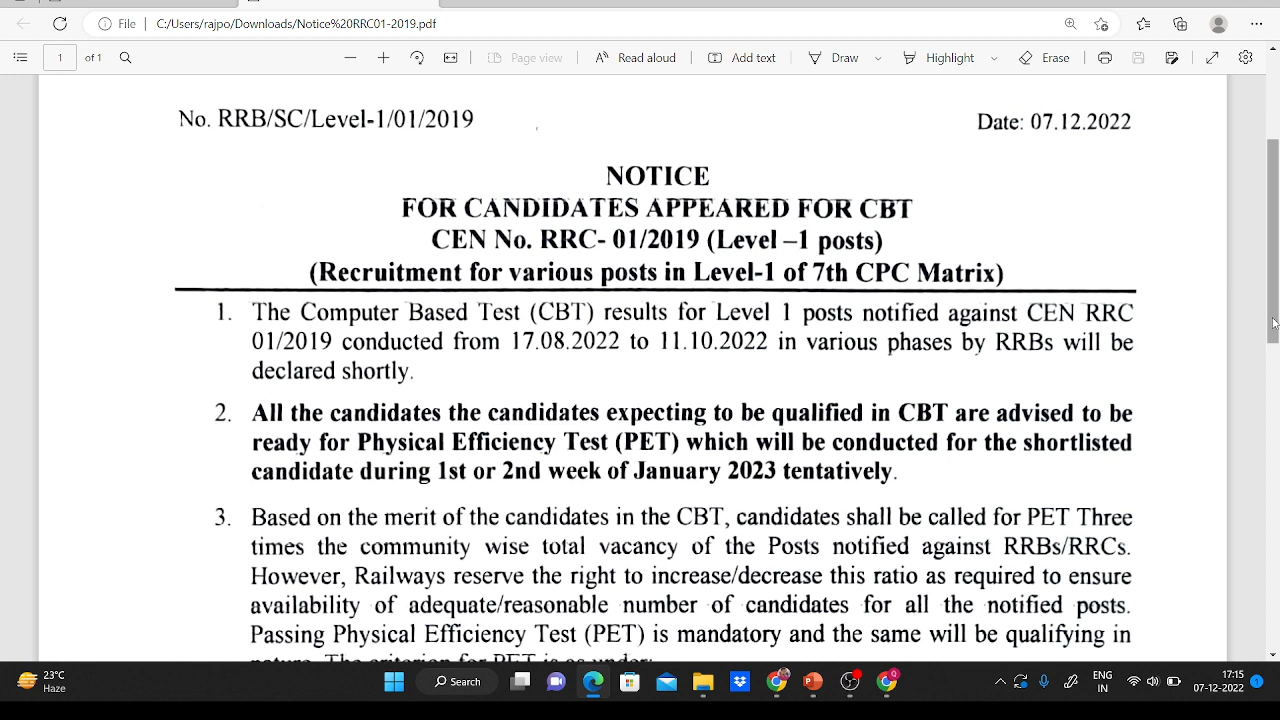 File C:/Users/rajpo/Downloads/Notice%20RRC01-2019.pdf
1 of 1 Page view Read aloud Add text Draw Highlight Erase
No. RRB/SC/Level-1/01/2019 Date: 07.12.2022
NOTICE
FOR CANDIDATES APPEARED FOR CBT
CEN No. RRC- 01/2019 (Level –1 posts)
(Recruitment for various posts in Level-1 of 7th CPC Matrix)
1. The Computer Based Test (CBT) results for Level 1 posts notified against CEN RRC
01/2019 conducted from 17.08.2022 to 11.10.2022 in various phases by RRBs will be
declared shortly.
2. All the candidates the candidates expecting to be qualified in CBT are advised to be
ready for Physical Efficiency Test (PET) which will be conducted for the shortlisted
candidate during 1st or 2nd week of January 2023 tentatively.
3. Based on the merit of the candidates in the CBT, candidates shall be called for PET Three
times the community wise total vacancy of the Posts notified against RRBs/RRCs.
However, Railways reserve the right to increase/decrease this ratio as required to ensure
availability of adequate/reasonable number of candidates for all the notified posts.
Passing Physical Efficiency Test (PET) is mandatory and the same will be qualifying in
nature. The criterion for PET is as under:
23°C
Haze
Search
ENG
IN
17:15
07-12-2022